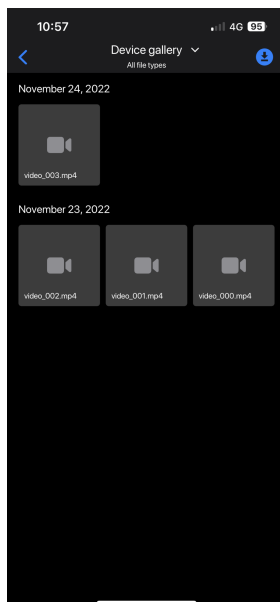 10:57
4G 95
Device gallery
All file types
November 24, 2022
video_003.mp4
November 23, 2022
video_002.mp4
video_001.mp4
video_000.mp4